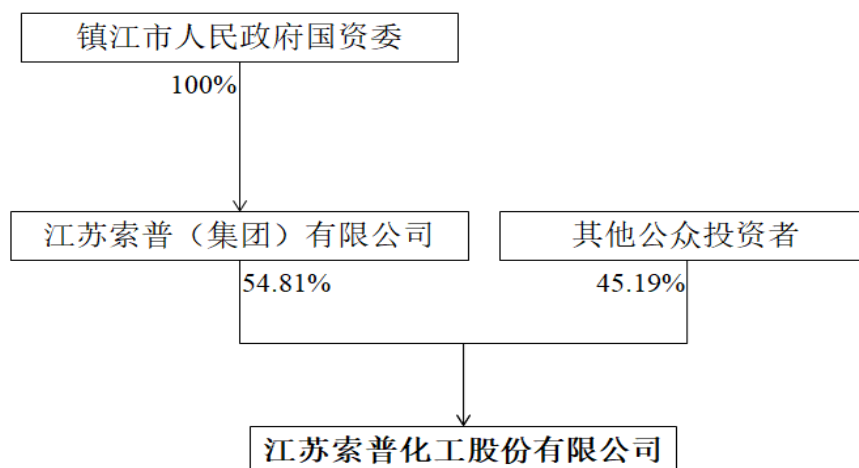 镇江市人民政府国资委
100%
江苏索普（集团）有限公司
其他公众投资者
54.81%
45.19%
江苏索普化工股份有限公司